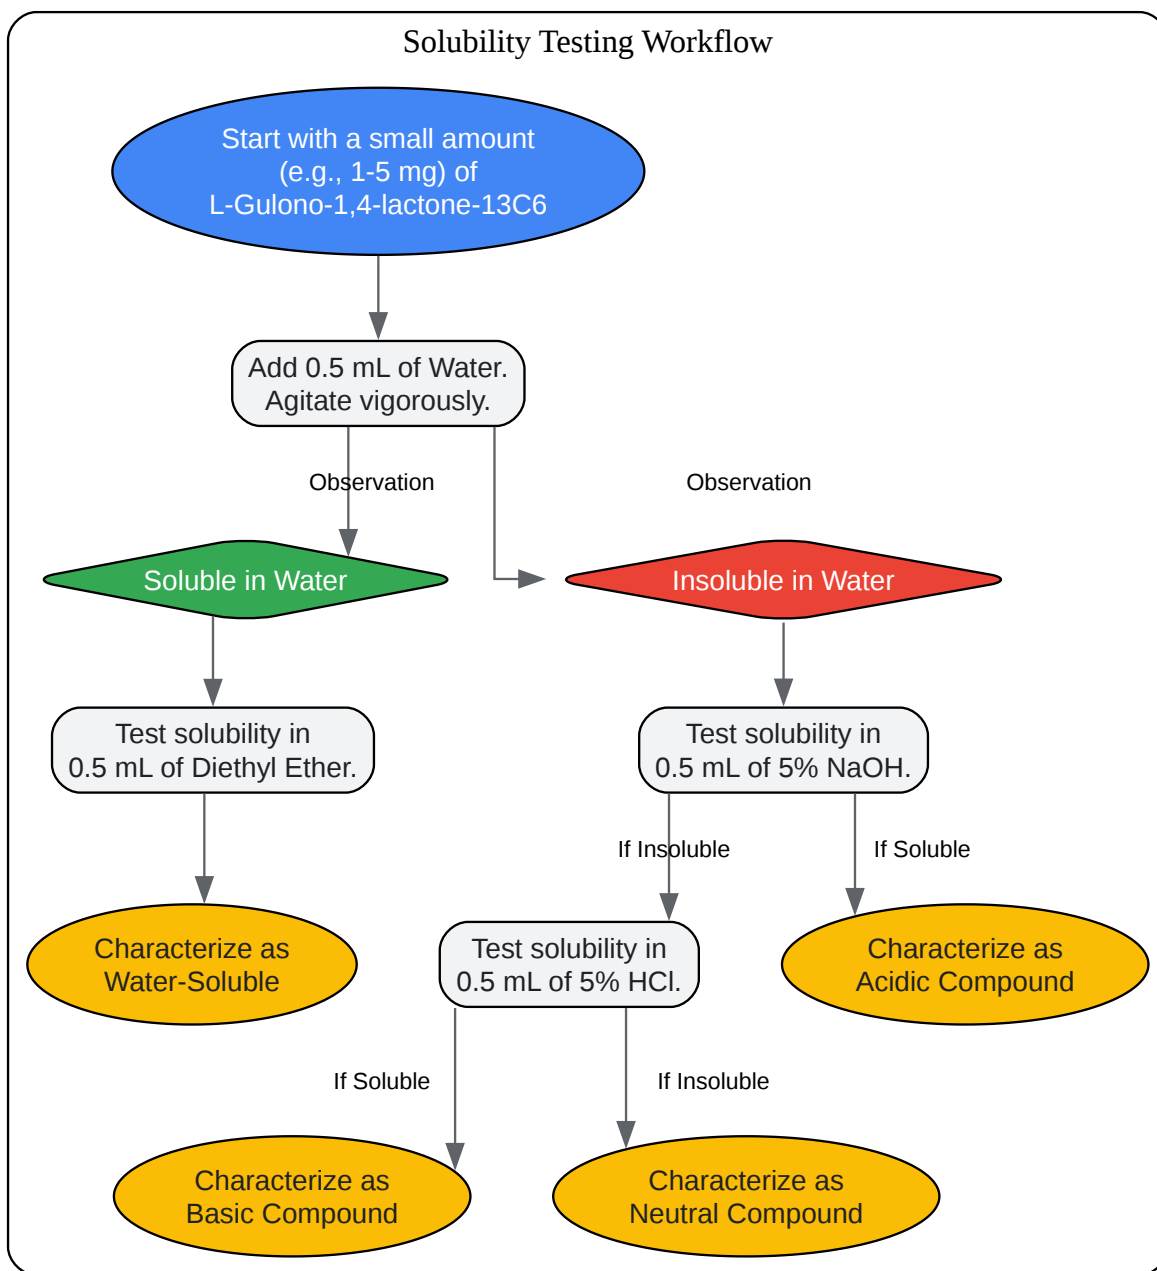 Solubility Testing Workflow
Start with a small amount
(e.g., 1-5 mg) of
L-Gulono-1,4-lactone-13C6
Add 0.5 mL of Water.
Agitate vigorously.
Observation
Observation
Soluble in Water
Insoluble in Water
Test solubility in
0.5 mL of Diethyl Ether.
Test solubility in
0.5 mL of 5% NaOH.
If Insoluble
If Soluble
Characterize as
Water-Soluble
Test solubility in
0.5 mL of 5% HCl.
Characterize as
Acidic Compound
If Soluble
If Insoluble
Characterize as
Basic Compound
Characterize as
Neutral Compound